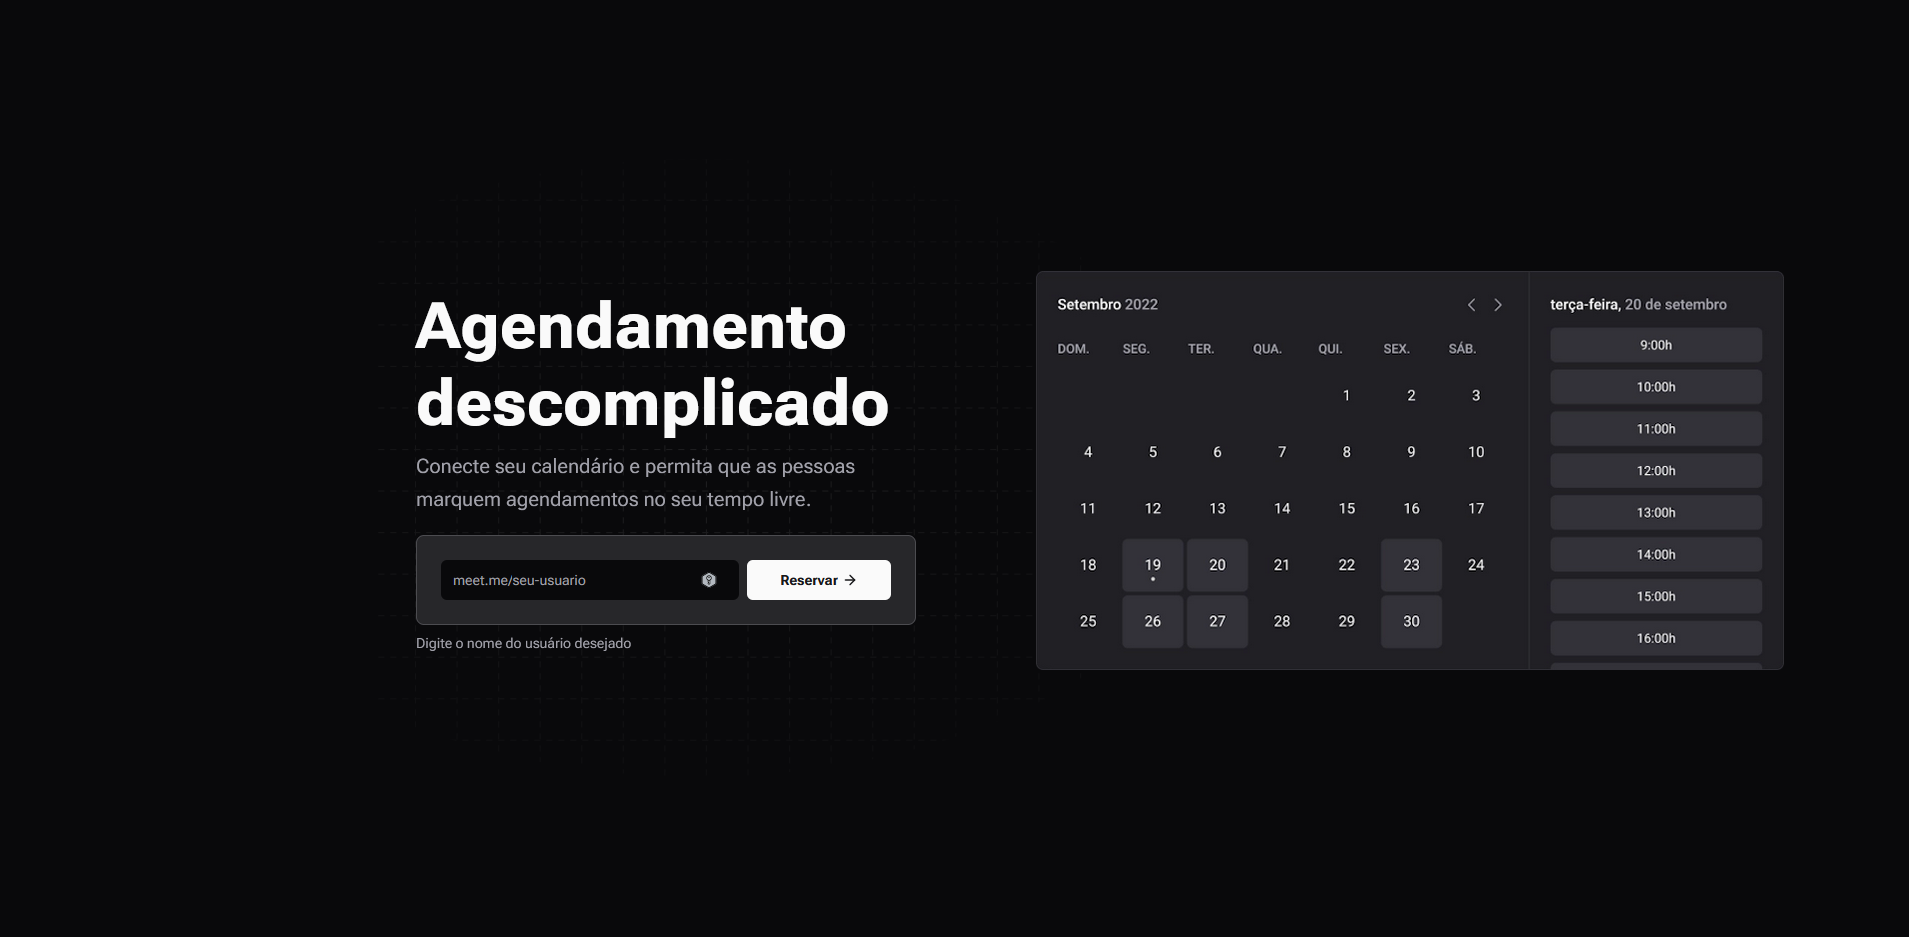 Agendamento
descomplicado
Conecte seu calendário e permita que as pessoas
marquem agendamentos no seu tempo livre.
meet.me/seu-usuario
Reservar →
Digite o nome do usuário desejado
Setembro 2022
DOM. SEG. TER. QUA. QUI. SEX. SÁB.
1 2 3
4 5 6 7 8 9 10
11 12 13 14 15 16 17
18 19 20 21 22 23 24
25 26 27 28 29 30
terça-feira, 20 de setembro
9:00h
10:00h
11:00h
12:00h
13:00h
14:00h
15:00h
16:00h